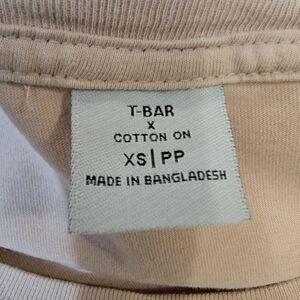 T-BAR
X
COTTON ON
XS|PP
MADE IN BANGLADESH